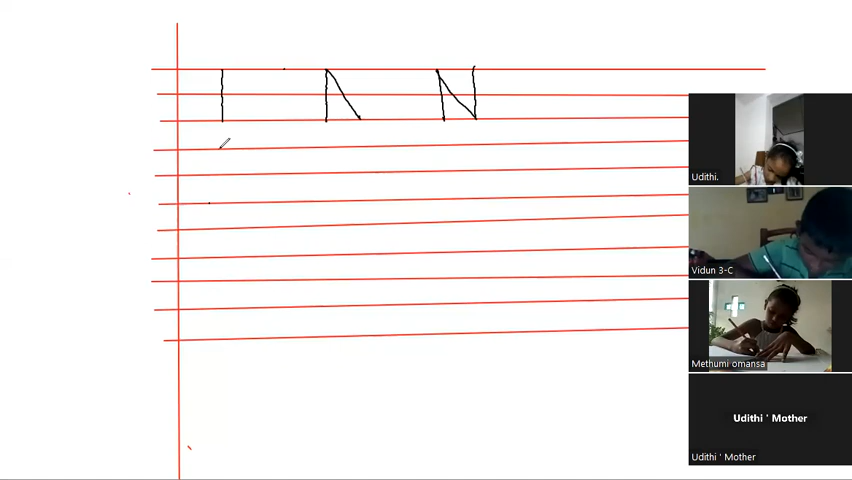 N
Udithi.
Vidun 3-C
Methumi omansa
Udithi ' Mother
Udithi ' Mother